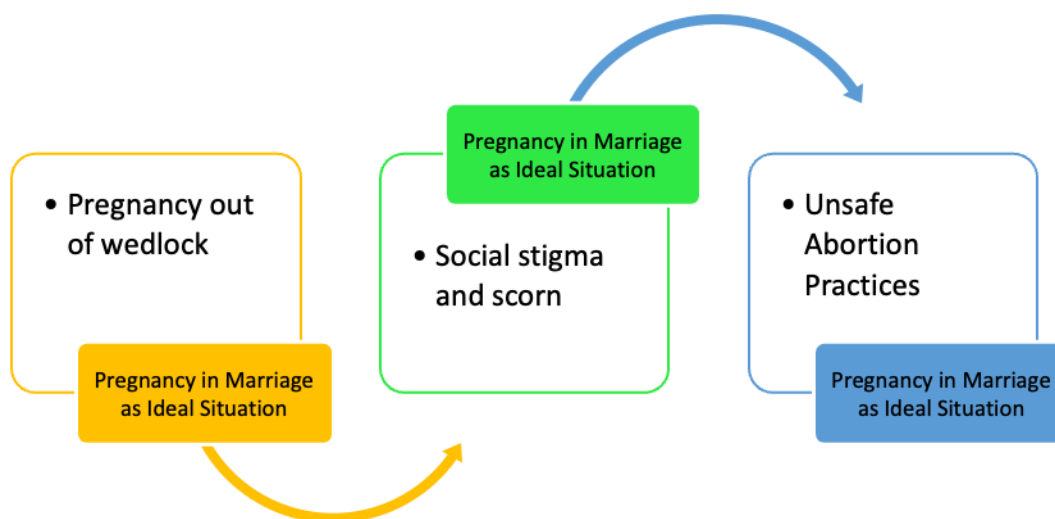 • Pregnancy out
of wedlock
Pregnancy in Marriage
as Ideal Situation
Pregnancy in Marriage
as Ideal Situation
• Social stigma
and scorn
• Unsafe
Abortion
Practices
Pregnancy in Marriage
as Ideal Situation